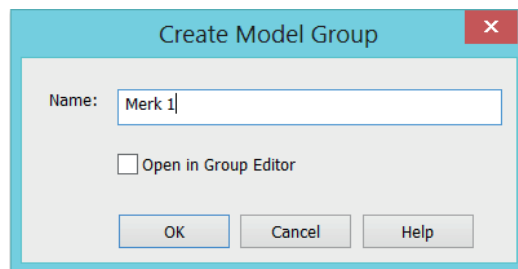 Create Model Group
Name: Merk 1
Open in Group Editor
OK Cancel Help